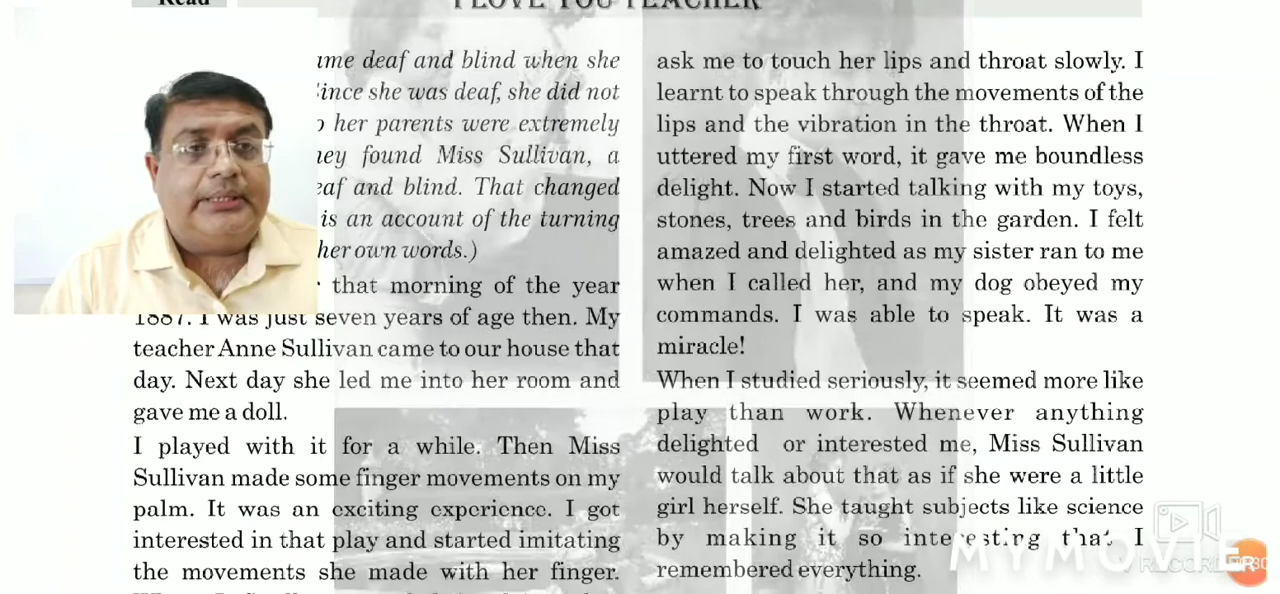 Read
I LOVE YOU TEACHER
ame deaf and blind when she
ince she was deaf, she did not
o her parents were extremely
ey found Miss Sullivan, a
eaf and blind. That changed
is an account of the turning
her own words.)
that morning of the year
1887. I was just seven years of age then. My
teacher Anne Sullivan came to our house that
day. Next day she led me into her room and
gave me a doll.
I played with it for a while. Then Miss
Sullivan made some finger movements on my
palm. It was an exciting experience. I got
interested in that play and started imitating
the movements she made with her finger.
ask me to touch her lips and throat slowly. I
learnt to speak through the movements of the
lips and the vibration in the throat. When I
uttered my first word, it gave me boundless
delight. Now I started talking with my toys,
stones, trees and birds in the garden. I felt
amazed and delighted as my sister ran to me
when I called her, and my dog obeyed my
commands. I was able to speak. It was a
miracle!
When I studied seriously, it seemed more like
play than work. Whenever anything
delighted or interested me, Miss Sullivan
would talk about that as if she were a little
girl herself. She taught subjects like science
by making it so interesting that I
remembered everything.
MYMOVIE
RECORDER